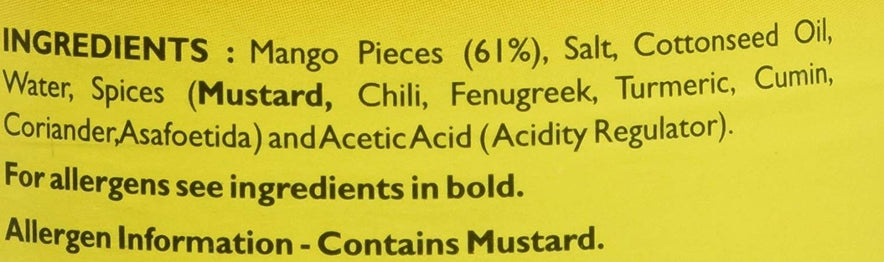 INGREDIENTS : Mango Pieces (61%), Salt, Cottonseed Oil,
Water, Spices (Mustard, Chili, Fenugreek, Turmeric, Cumin,
Coriander,Asafoetida) and Acetic Acid (Acidity Regulator).
For allergens see ingredients in bold.
Allergen Information - Contains Mustard.